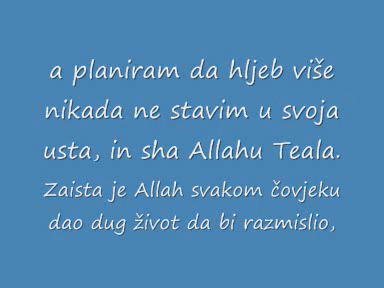 a planiram da hljeb više
nikada ne stavim u svoja
usta, in sha Allahu Teala.
Zaista je Allah svakom čovjeku
dao dug život da bi razmislio,